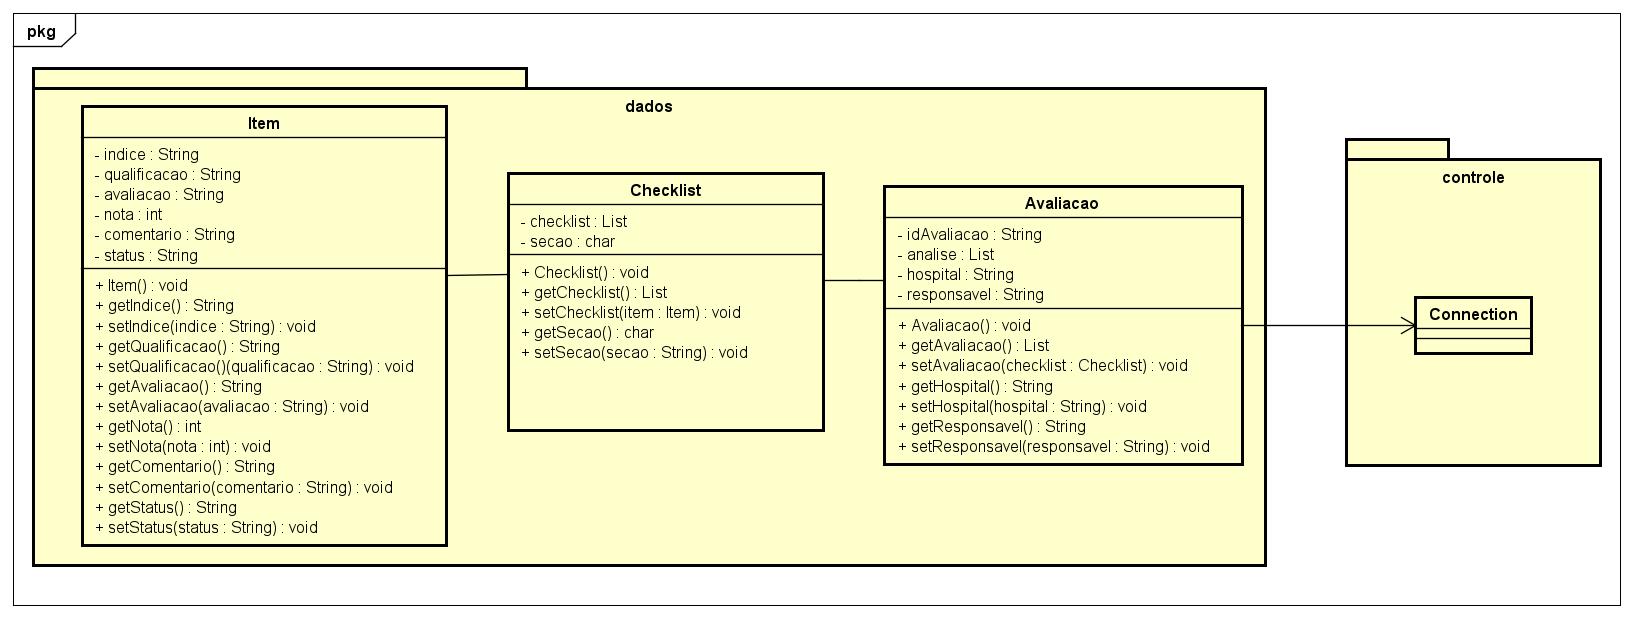 pkg
dados
Item
- indice : String
- qualificacao : String
- avaliacao : String
- nota : int
- comentario : String
- status : String
+ Item() : void
+ getIndice() : String
+ setIndice(indice : String) : void
+ getQualificacao() : String
+ setQualificacao()(qualificacao : String) : void
+ getAvaliacao() : String
+ setAvaliacao(avaliacao : String) : void
+ getNota() : int
+ setNota(nota : int) : void
+ getComentario() : String
+ setComentario(comentario : String) : void
+ getStatus() : String
+ setStatus(status : String) : void
Checklist
- checklist : List
- secao : char
+ Checklist() : void
+ getChecklist() : List
+ setChecklist(item : Item) : void
+ getSecao() : char
+ setSecao(secao : String) : void
Avaliacao
- idAvaliacao : String
- analise : List
- hospital : String
- responsavel : String
+ Avaliacao() : void
+ getAvaliacao() : List
+ setAvaliacao(checklist : Checklist) : void
+ getHospital() : String
+ setHospital(hospital : String) : void
+ getResponsavel() : String
+ setResponsavel(responsavel : String) : void
controle
Connection